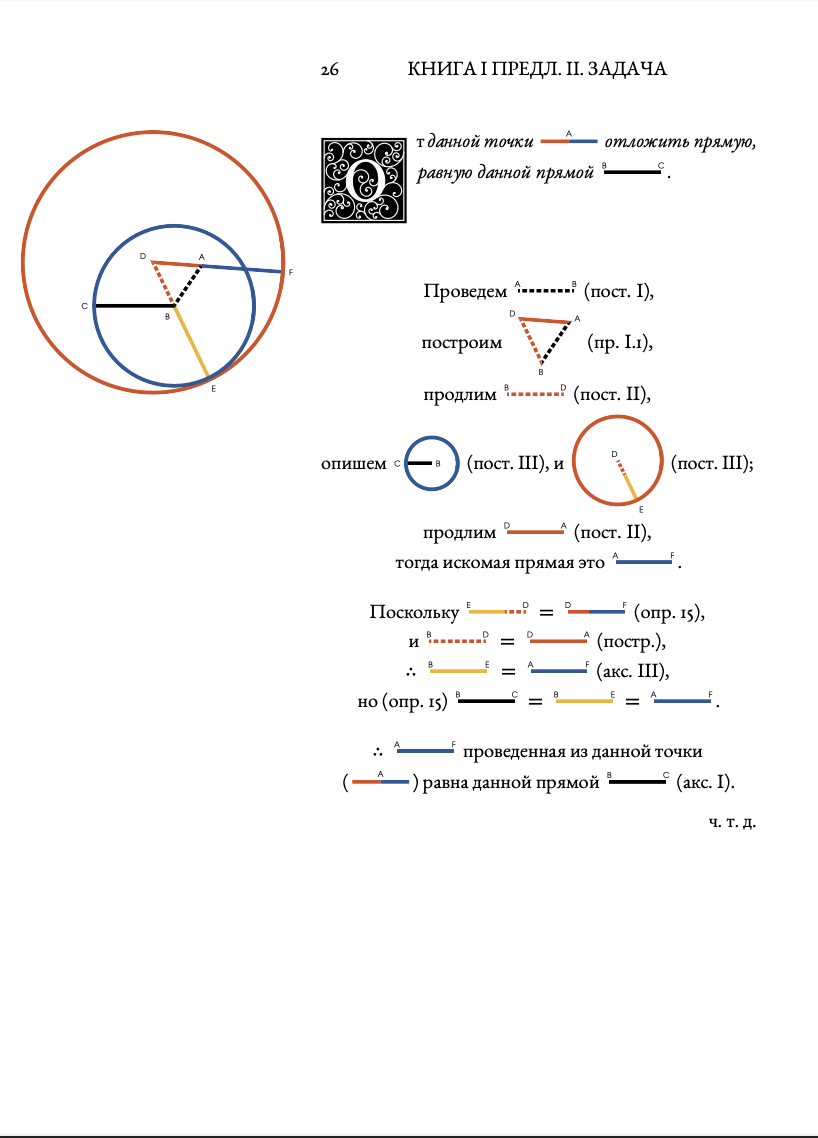 26 КНИГА I ПРЕДЛ. II. ЗАДАЧА
От данной точки A отложить прямую,
равную данной прямой B C .
D A F
C B
E
Проведем A B (пост. I),
построим D A B (пр. I.1),
продлим B D (пост. II),
опишем C B (пост. III), и D E (пост. III);
продлим D A (пост. II),
тогда искомая прямая это A F .
Поскольку E D = D F (опр. 15),
и B D = D A (постр.),
∴ B E = A F (акс. III),
но (опр. 15) B C = B E = A F .
∴ A F проведенная из данной точки
( A ) равна данной прямой B C (акс. I).
ч. т. д.